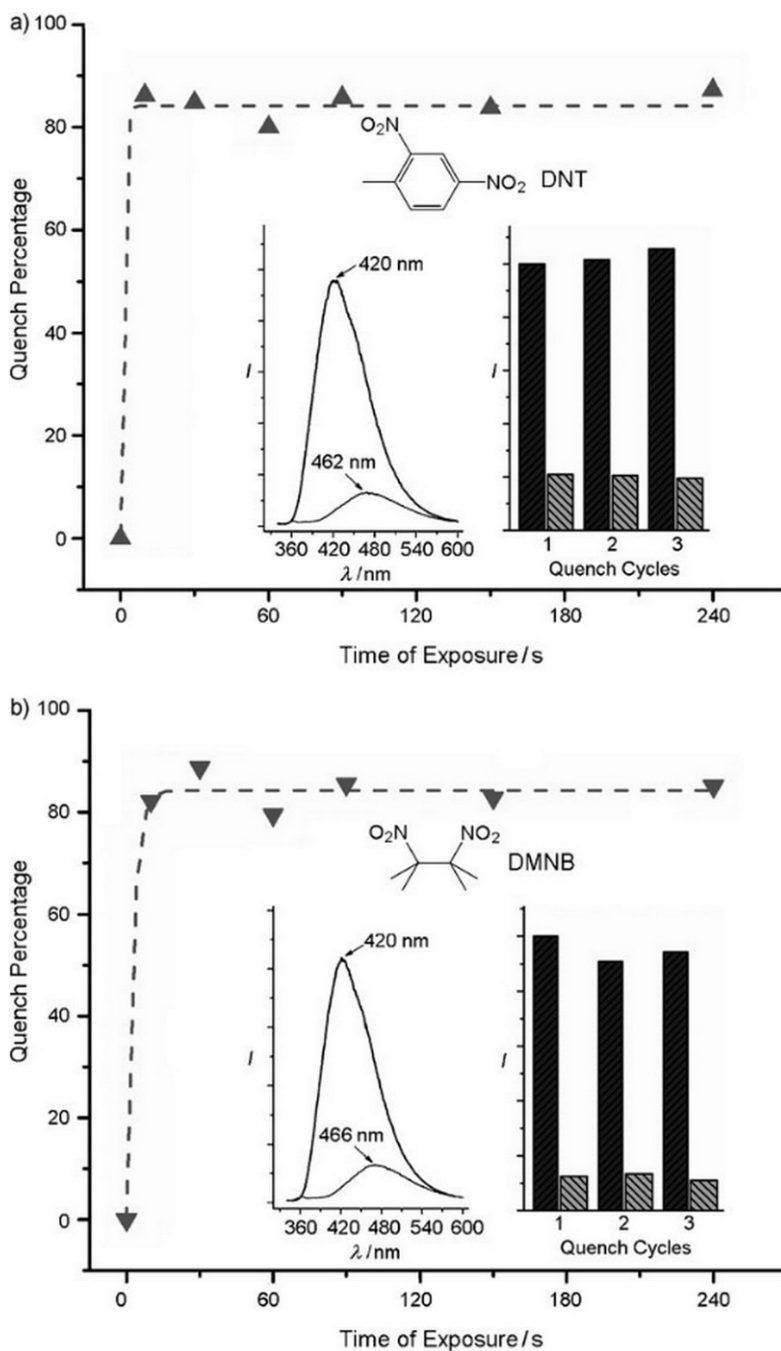 a)
100
80
60
40
20
0
Quench Percentage
O₂N
NO₂ DNT
420 nm
462 nm
I
360 420 480 540 600
λ/nm
I
1 2 3
Quench Cycles
0 60 120 180 240
Time of Exposure/s
b)
100
80
60
40
20
0
Quench Percentage
O₂N NO₂
DMNB
420 nm
466 nm
I
360 420 480 540 600
λ/nm
I
1 2 3
Quench Cycles
0 60 120 180 240
Time of Exposure/s